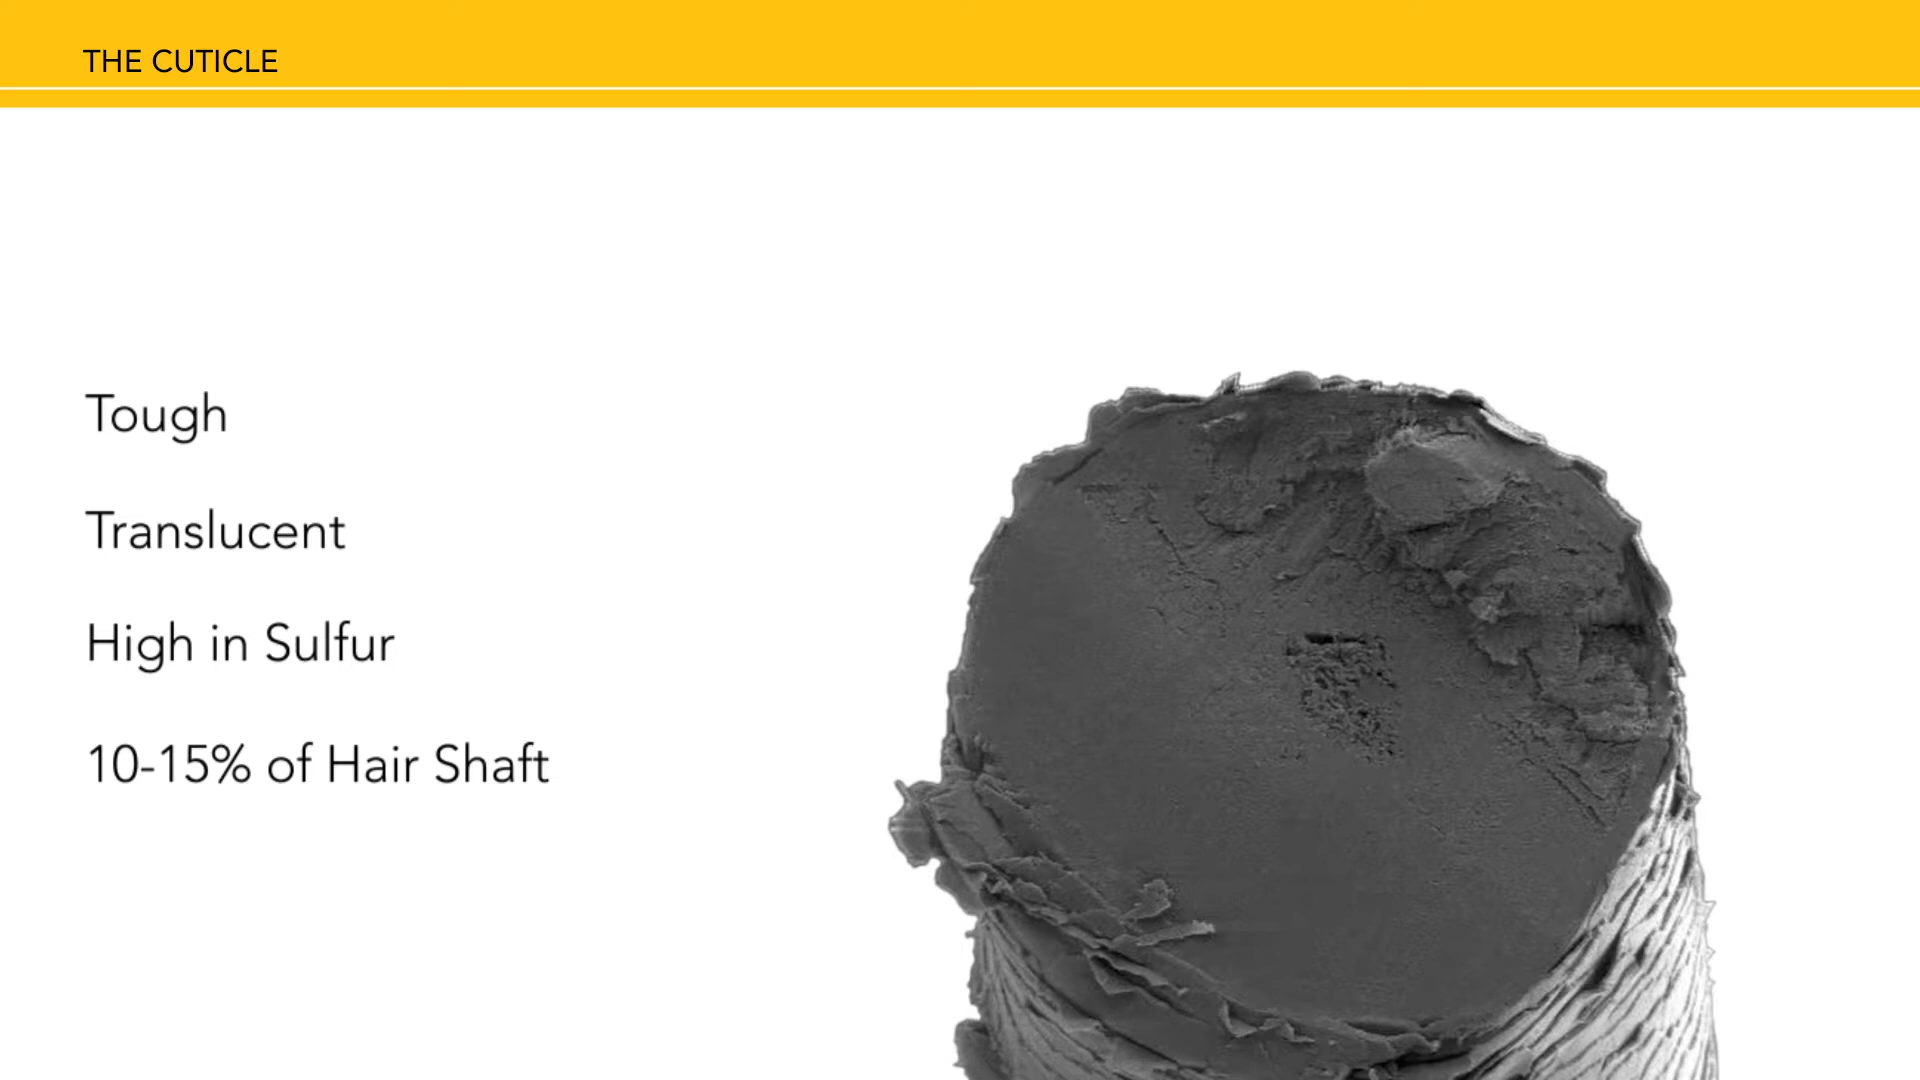 THE CUTICLE
Tough
Translucent
High in Sulfur
10-15% of Hair Shaft